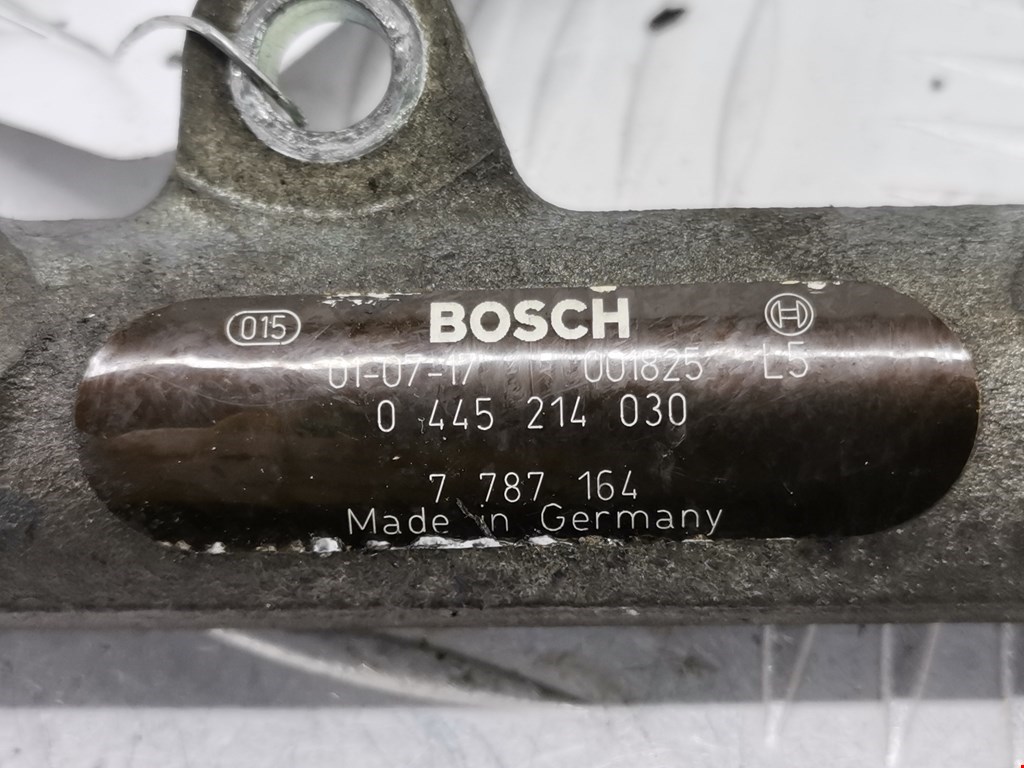 015 BOSCH
01-07-17 001825 L5
0 445 214 030
7 787 164
Made in Germany